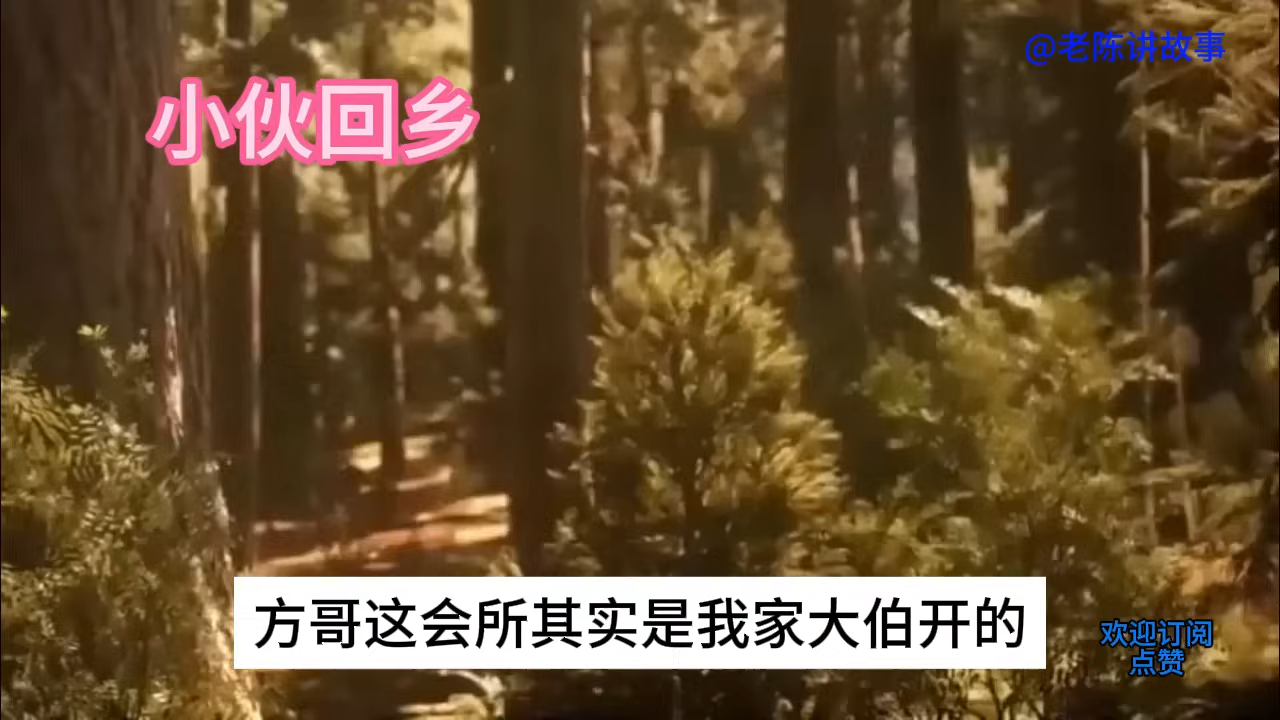 @老陈讲故事
小伙回乡
方哥这会所其实是我家大伯开的
欢迎订阅
点赞